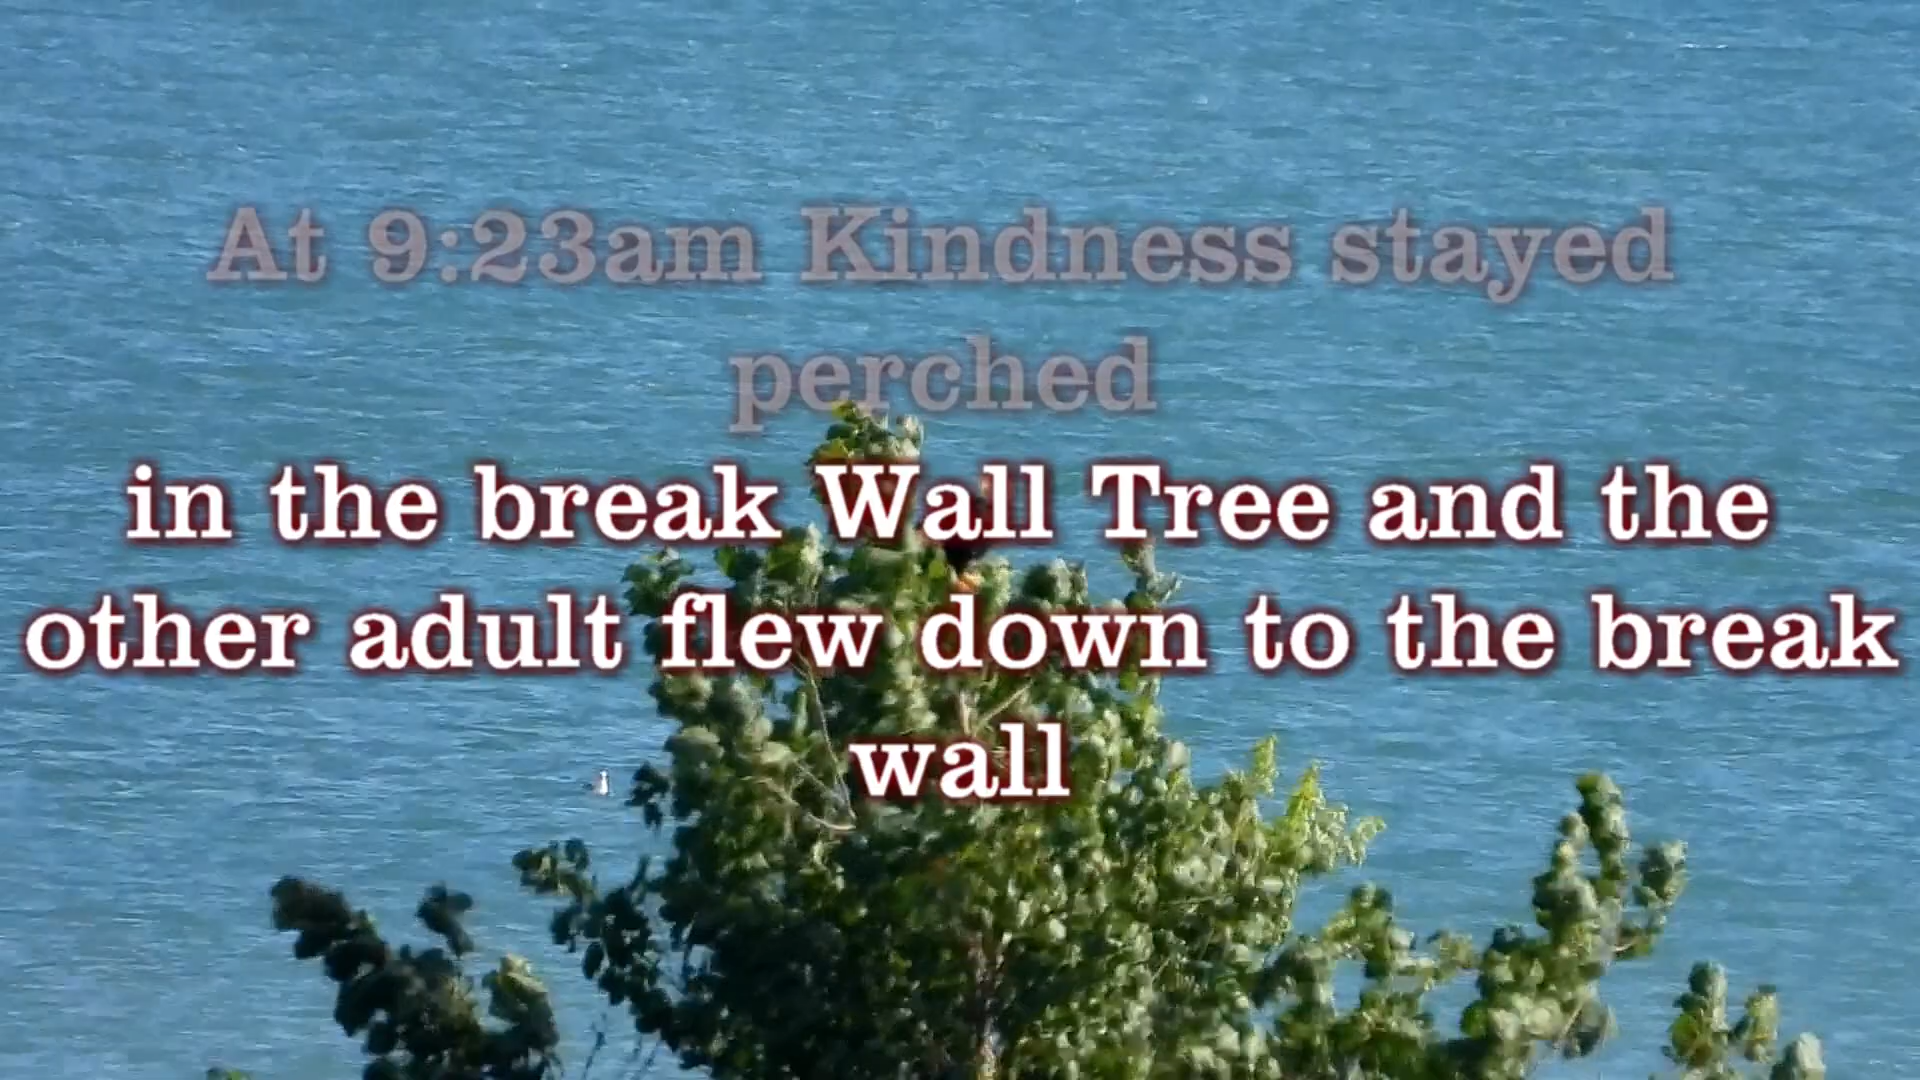 At 9:23am Kindness stayed
perched
in the break Wall Tree and the
other adult flew down to the break
wall